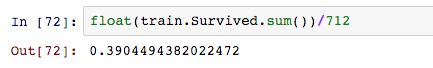 In [72]: float(train.Survived.sum())/712
Out[72]: 0.3904494382022472